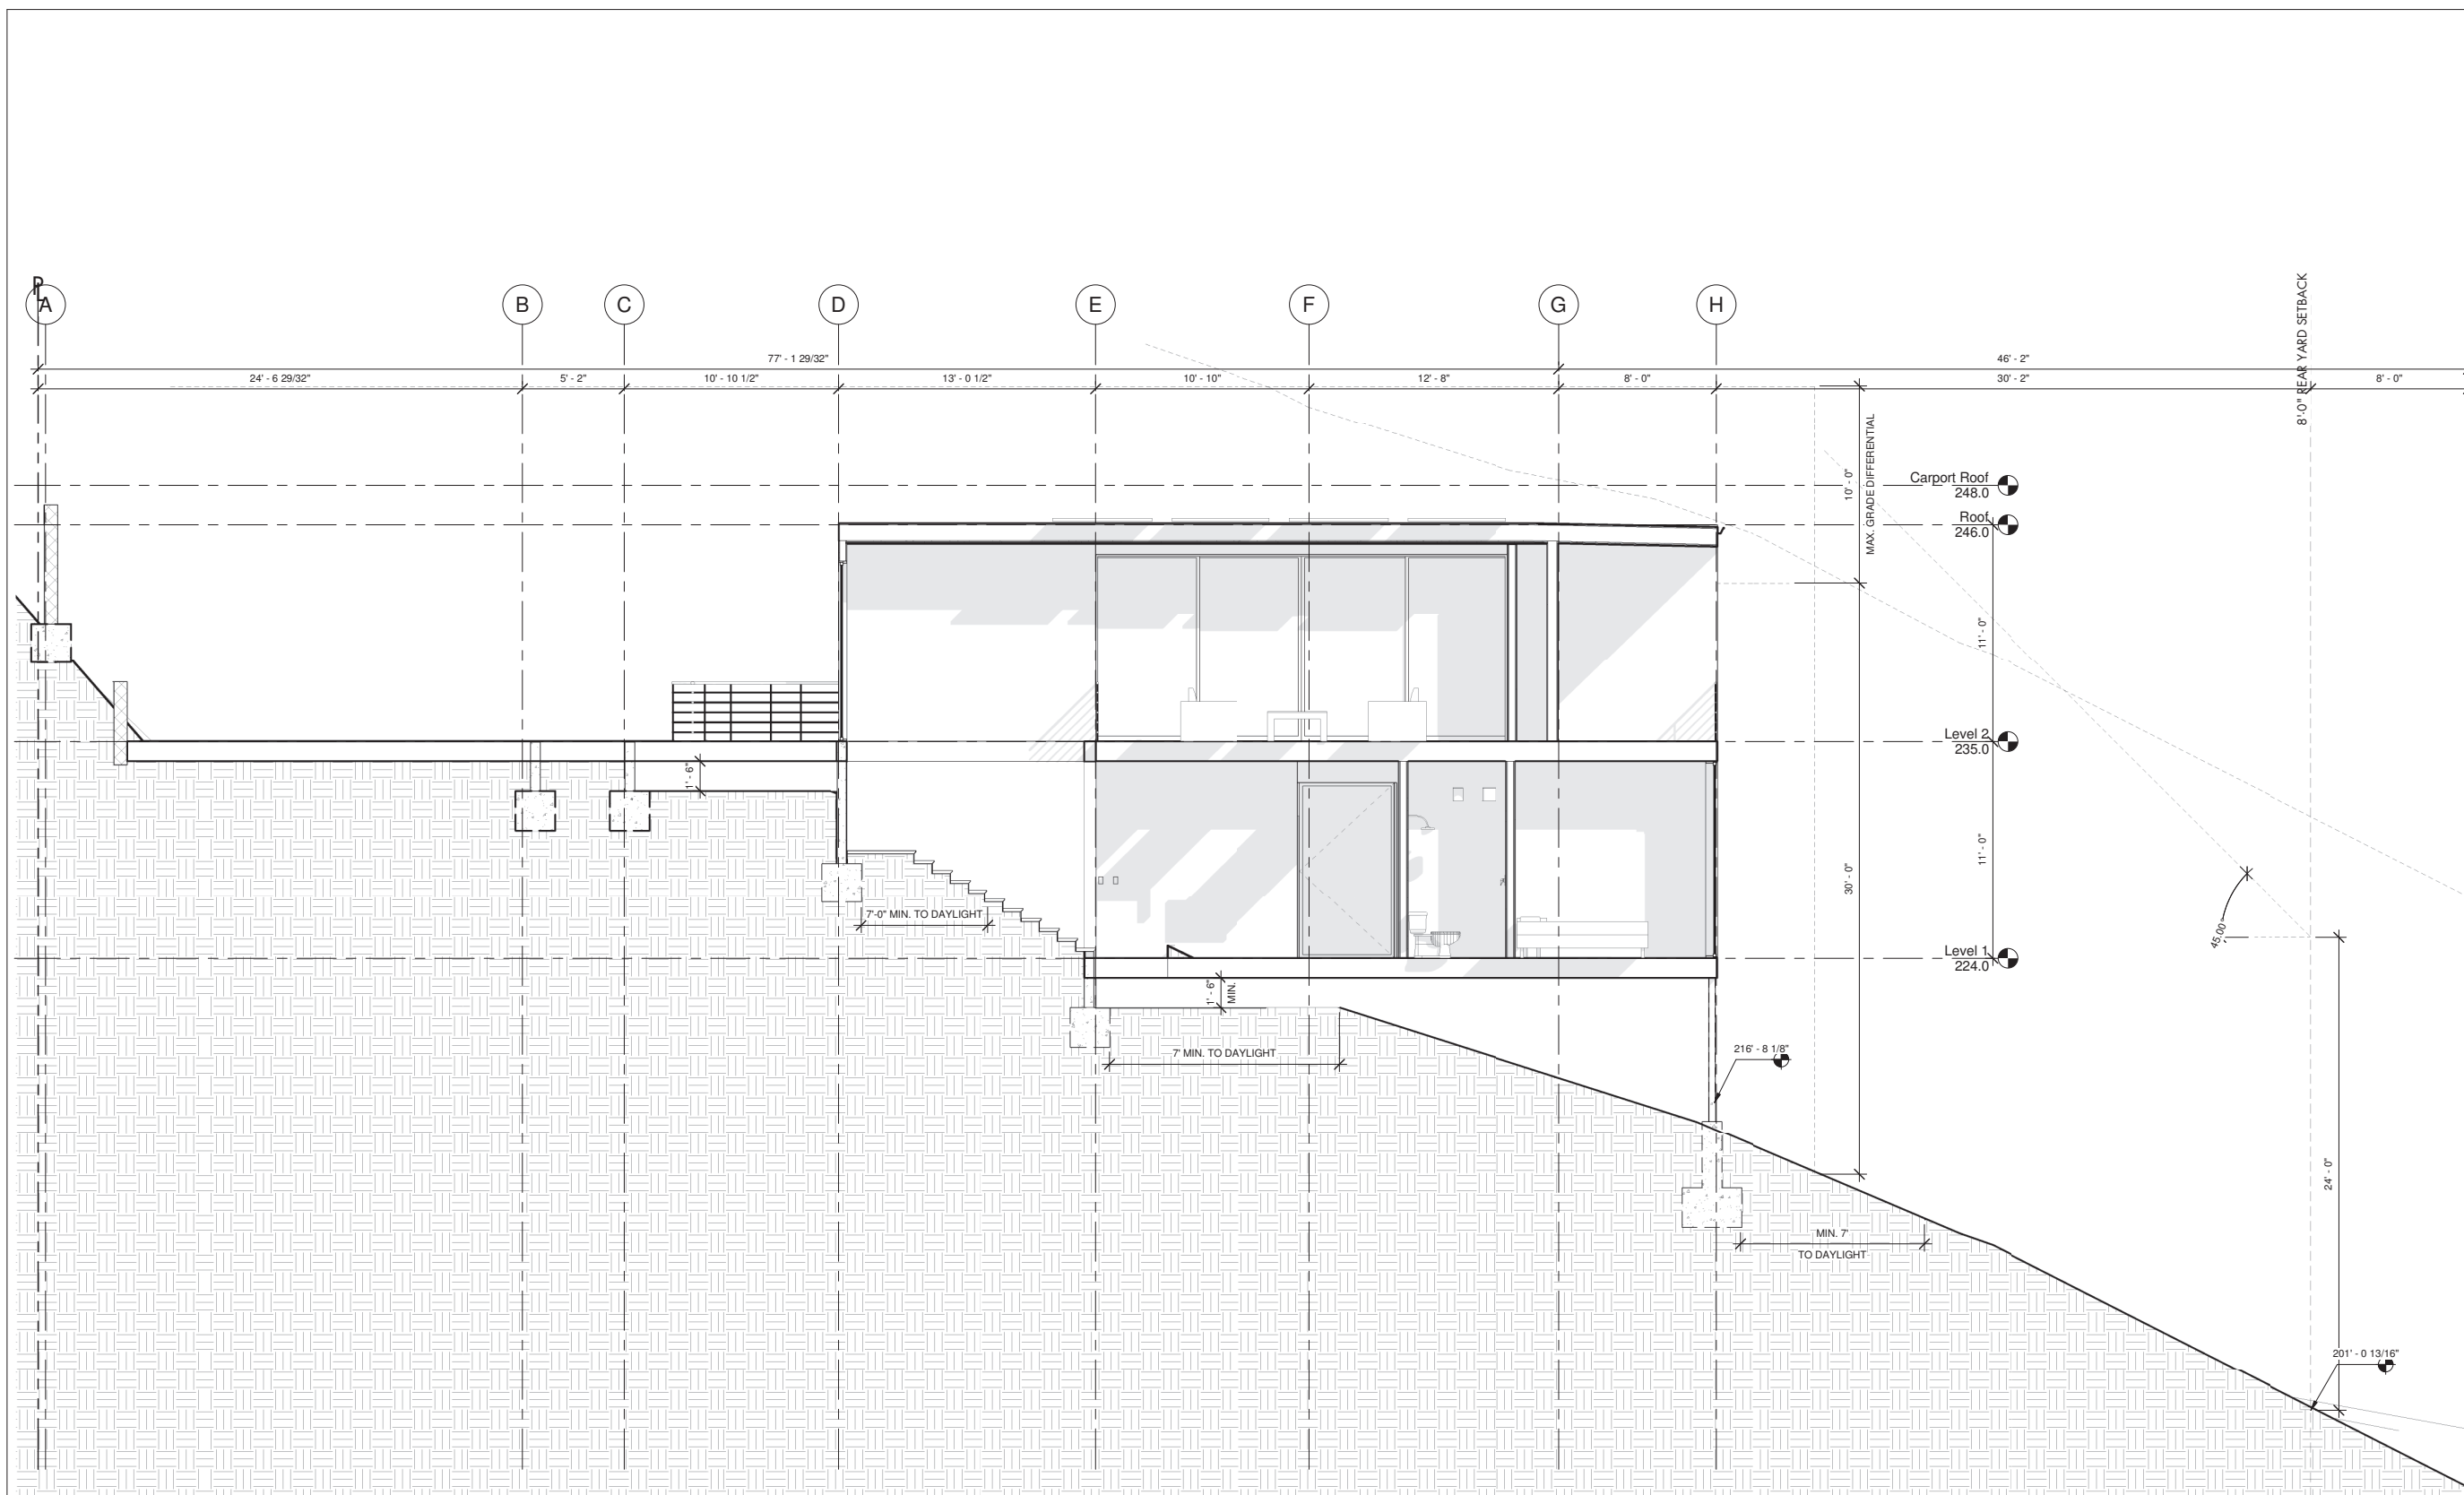 PL
A
B
C
D
E
F
G
H
8'-0" REAR YARD SETBACK
77' - 1 29/32"
46' - 2"
24' - 6 29/32"
5' - 2"
10' - 10 1/2"
13' - 0 1/2"
10' - 10"
12' - 8"
8' - 0"
30' - 2"
8' - 0"
10' - 0"
MAX. GRADE DIFFERENTIAL
Carport Roof
248.0
Roof
246.0
11' - 0"
Level 2
235.0
1' - 6"
11' - 0"
30' - 0"
45.00°
7'-0" MIN. TO DAYLIGHT
Level 1
224.0
1' - 6"
MIN.
7' MIN. TO DAYLIGHT
216' - 8 1/8"
24' - 0"
MIN. 7'
TO DAYLIGHT
201' - 0 13/16"